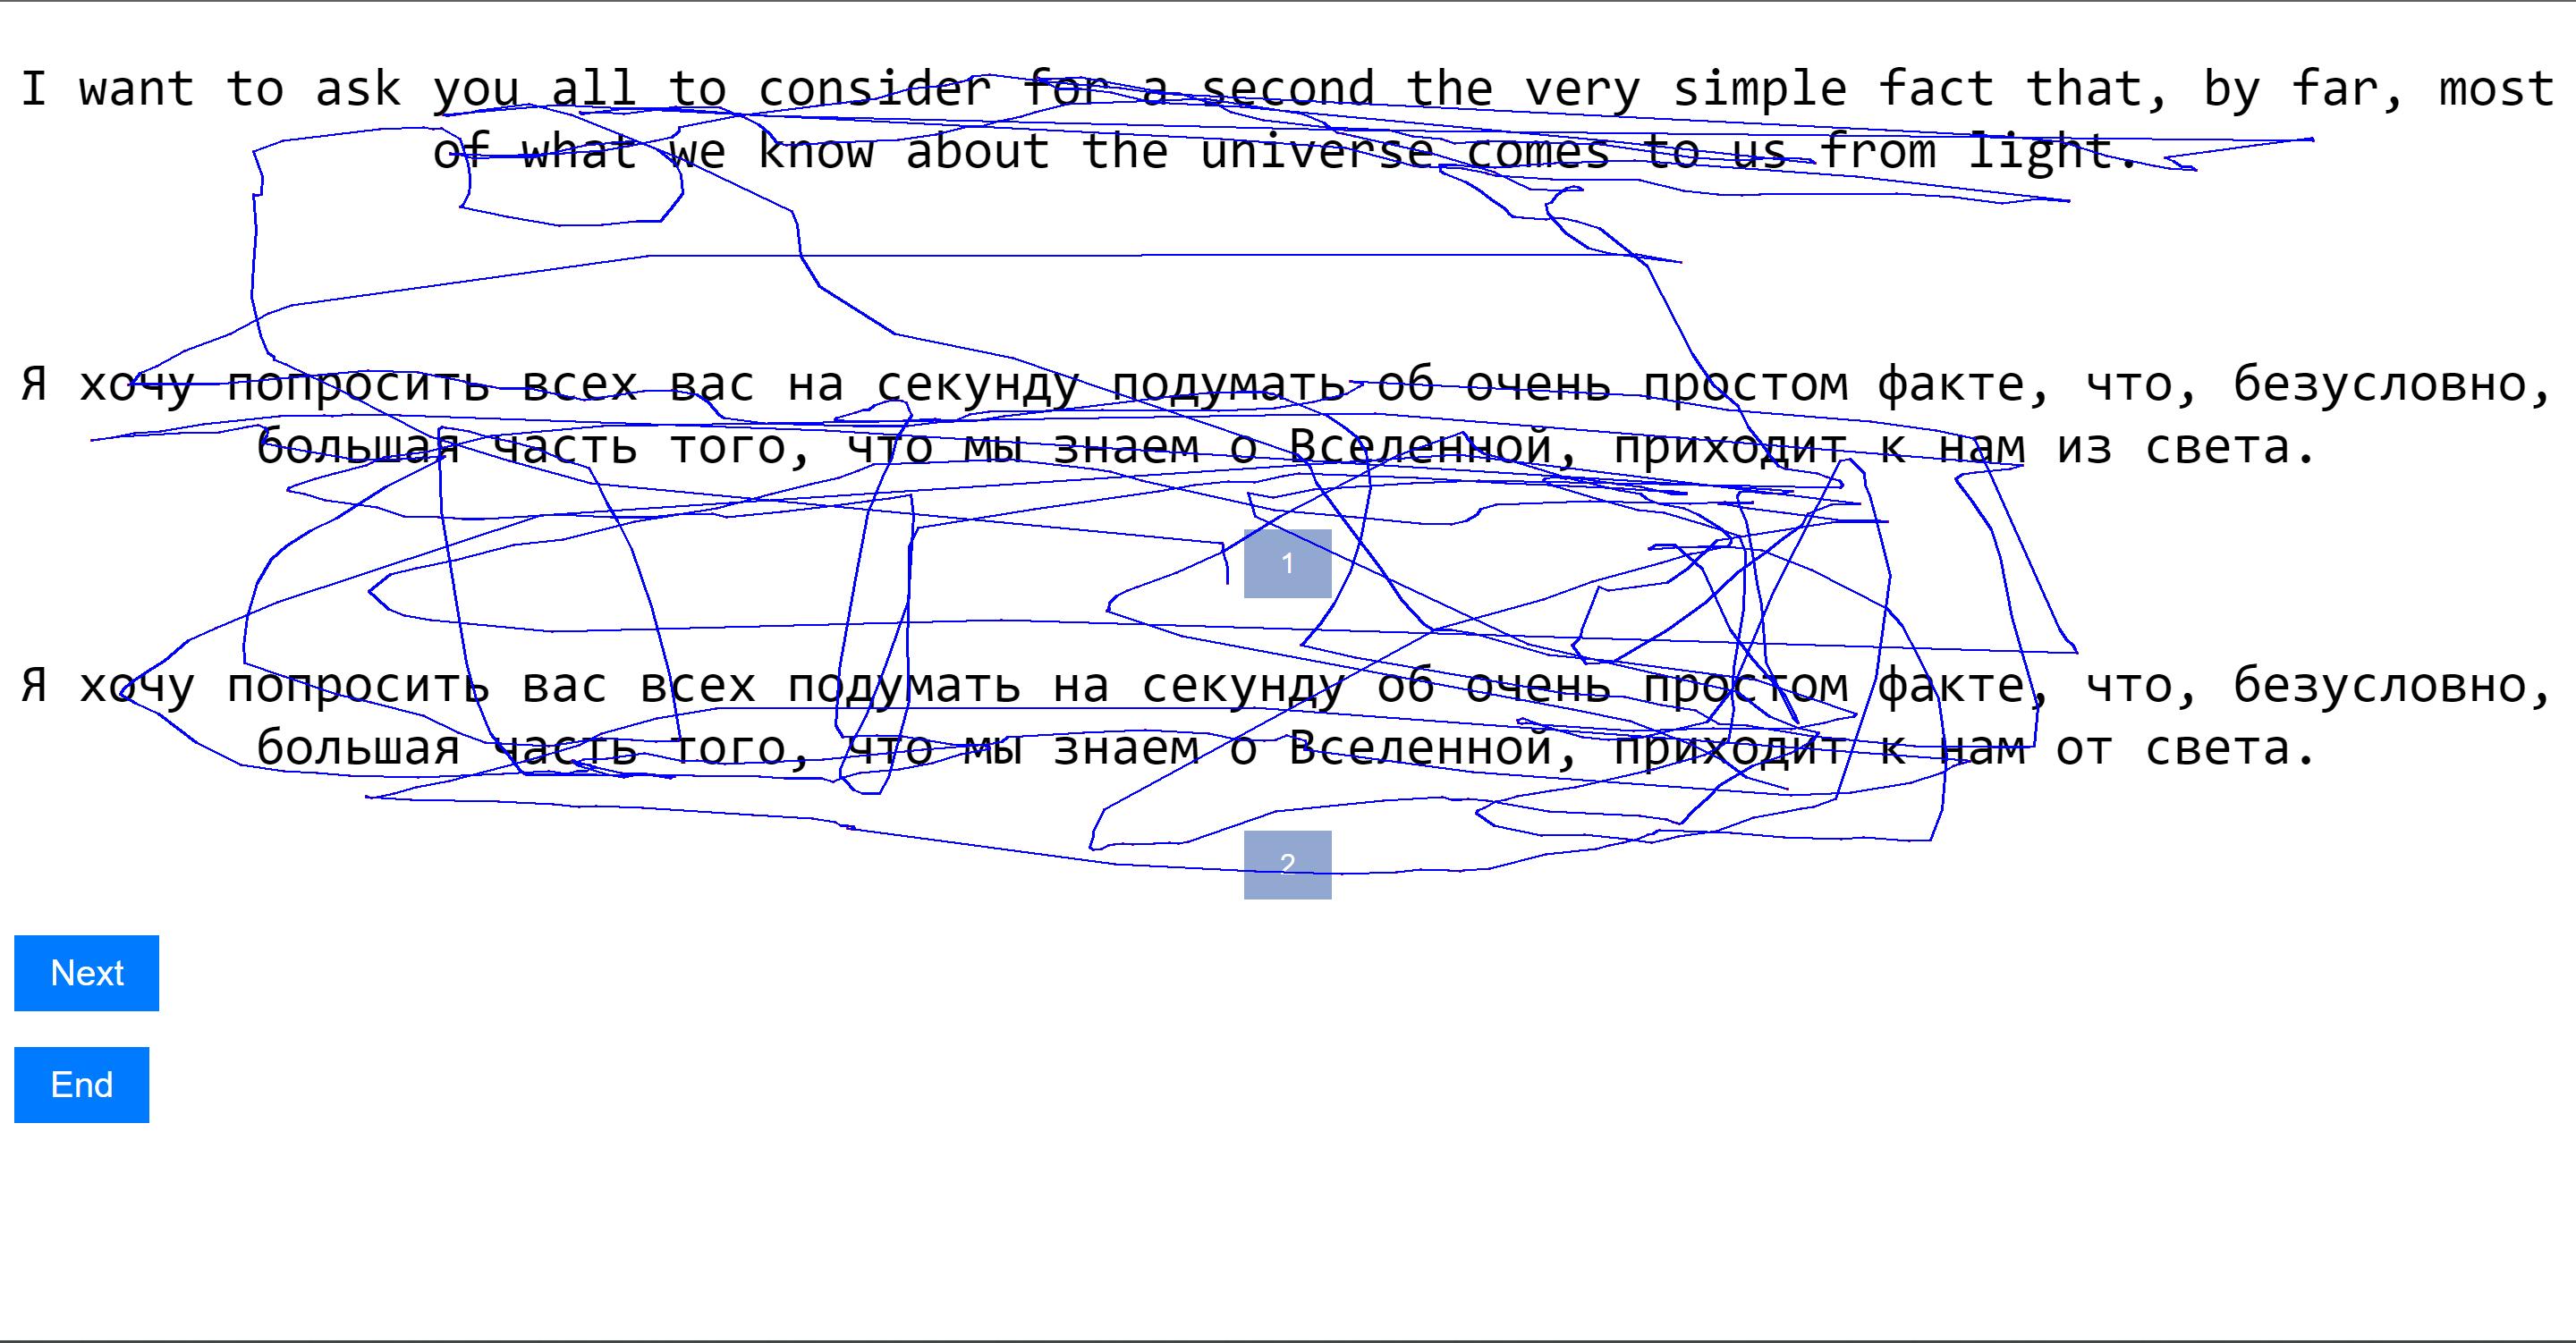 I want to ask you all to consider for a second the very simple fact that, by far, most
of what we know about the universe comes to us from light.
Я хочу попросить всех вас на секунду подумать об очень простом факте, что, безусловно,
большая часть того, что мы знаем о Вселенной, приходит к нам из света.
1
Я хочу попросить вас всех подумать на секунду об очень простом факте, что, безусловно,
большая часть того, что мы знаем о Вселенной, приходит к нам от света.
2
Next
End